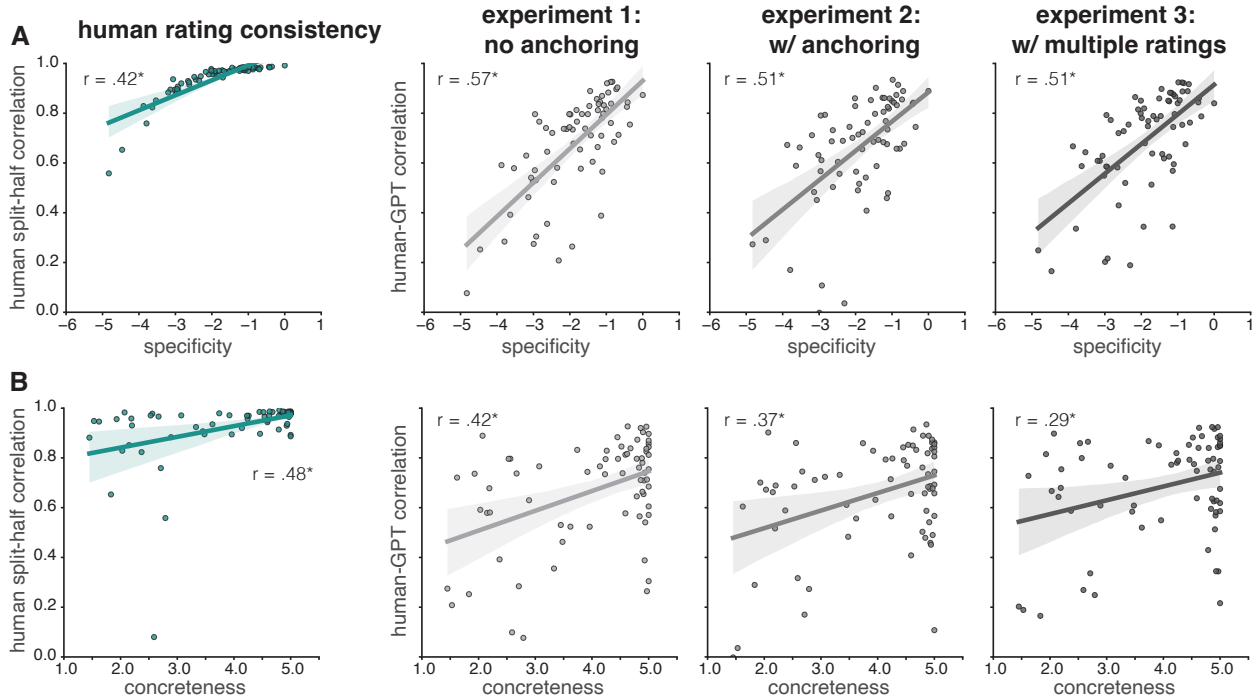 A
human rating consistency
experiment 1:
no anchoring
experiment 2:
w/ anchoring
experiment 3:
w/ multiple ratings
human split-half correlation
1.0
0.8
0.6
0.4
0.2
0.0
r = .42*
−6 −5 −4 −3 −2 −1 0 1
specificity
human-GPT correlation
r = .57*
−6 −5 −4 −3 −2 −1 0 1
specificity
r = .51*
−6 −5 −4 −3 −2 −1 0 1
specificity
r = .51*
−6 −5 −4 −3 −2 −1 0 1
specificity
B
human split-half correlation
1.0
0.8
0.6
0.4
0.2
0.0
r = .48*
1.0 2.0 3.0 4.0 5.0
concreteness
human-GPT correlation
r = .42*
1.0 2.0 3.0 4.0 5.0
concreteness
r = .37*
1.0 2.0 3.0 4.0 5.0
concreteness
r = .29*
1.0 2.0 3.0 4.0 5.0
concreteness